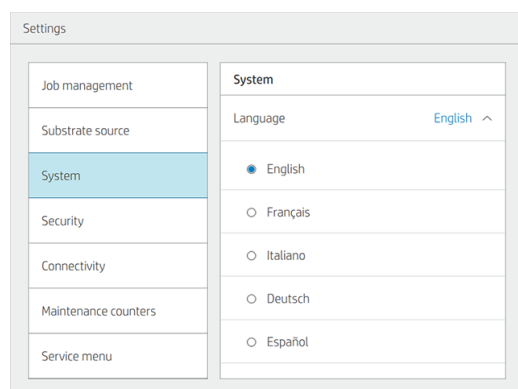 Settings
Job management
Substrate source
System
Security
Connectivity
Maintenance counters
Service menu
System
Language English
English
Français
Italiano
Deutsch
Español